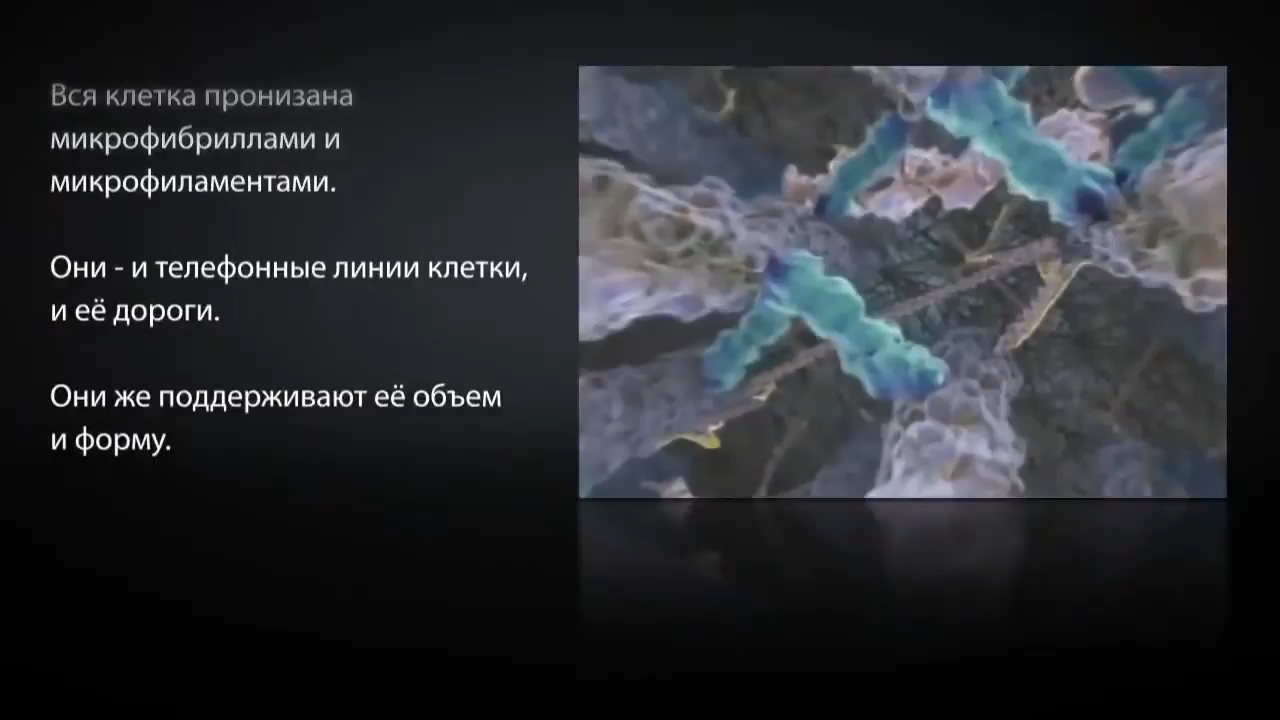 Вся клетка пронизана
микрофибриллами и
микрофиламентами.
Они - и телефонные линии клетки,
и её дороги.
Они же поддерживают её объем
и форму.